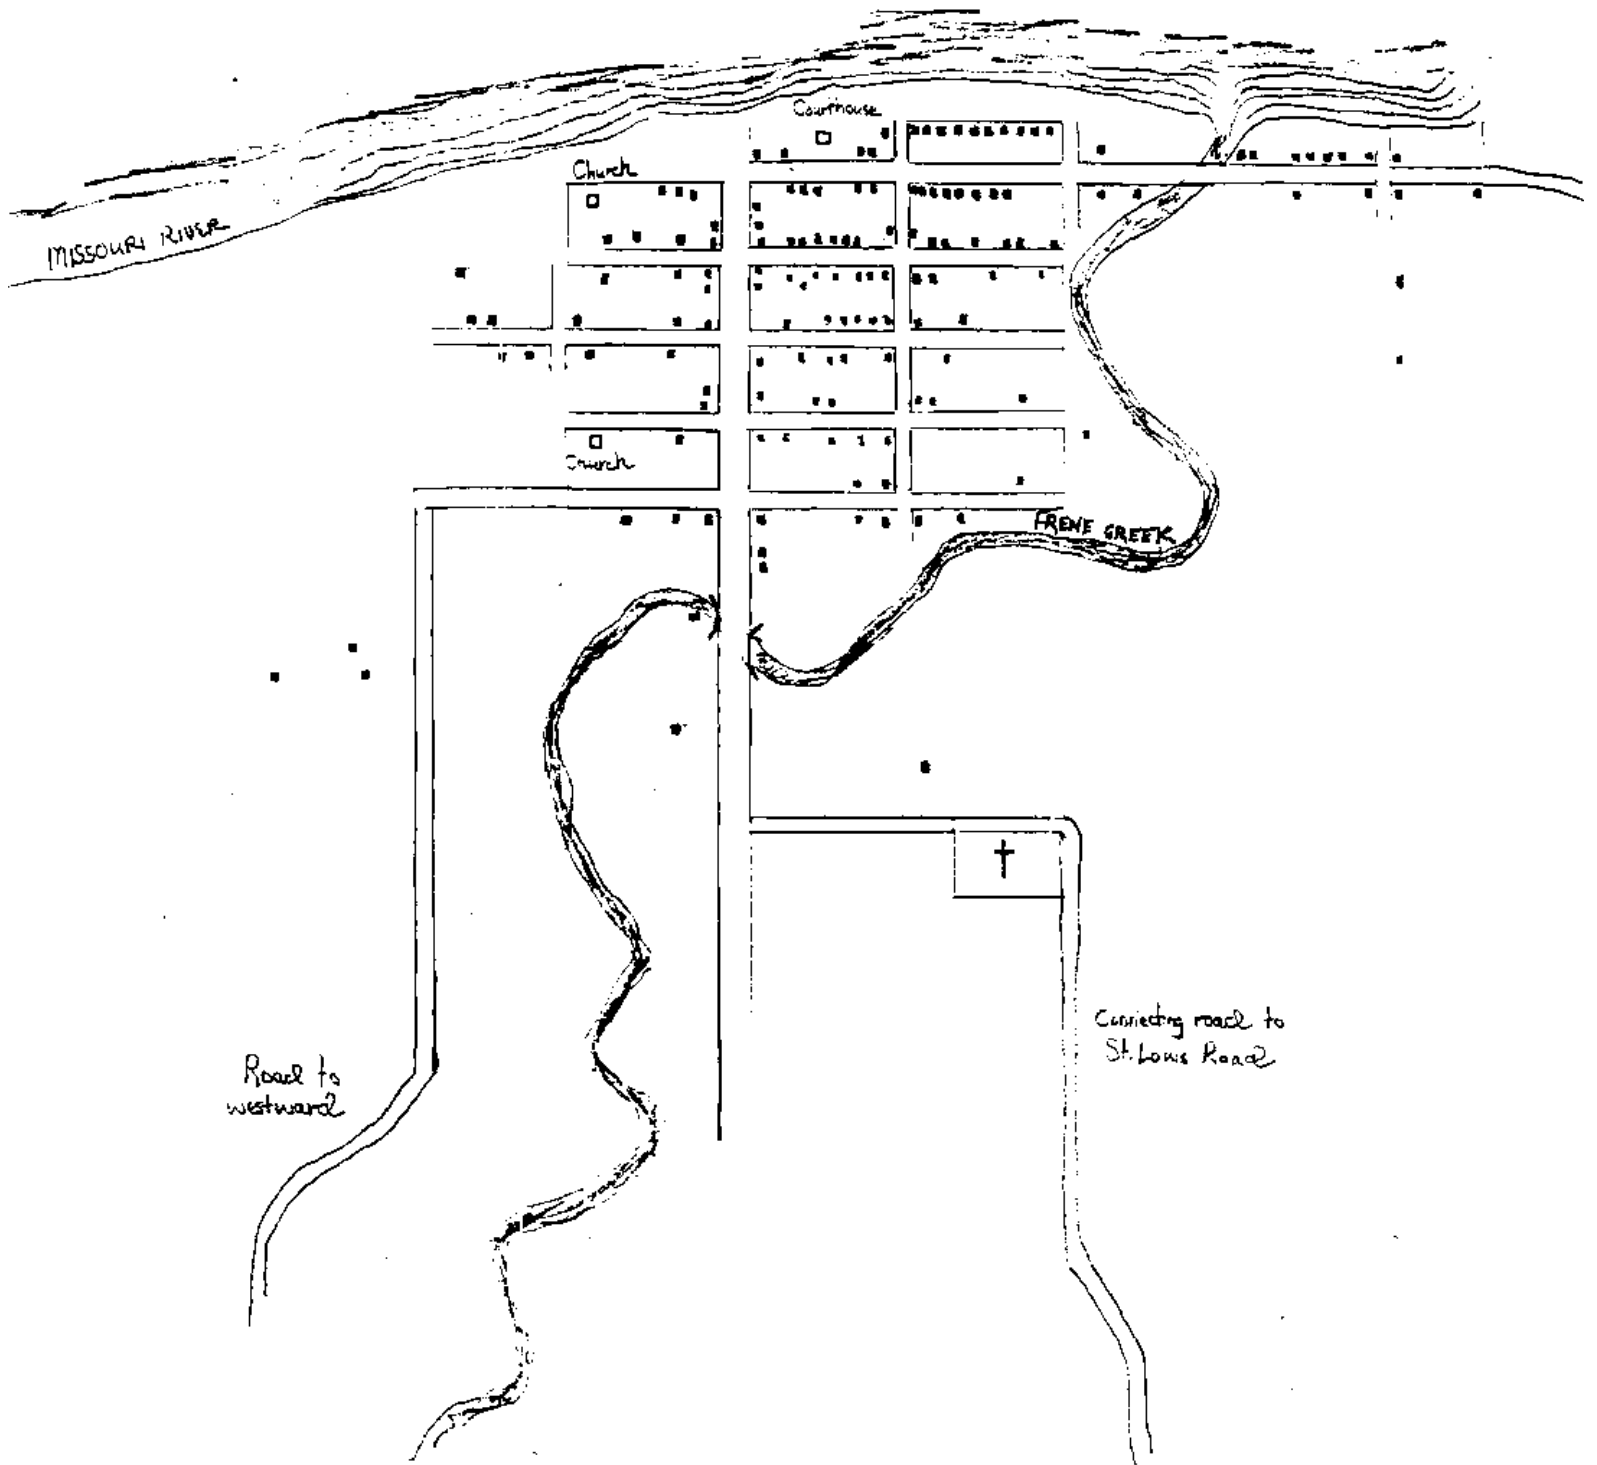 Courthouse
Church
MISSOURI RIVER
Church
FRENE CREEK
Connecting road to
St. Louis Road
Road to
westward